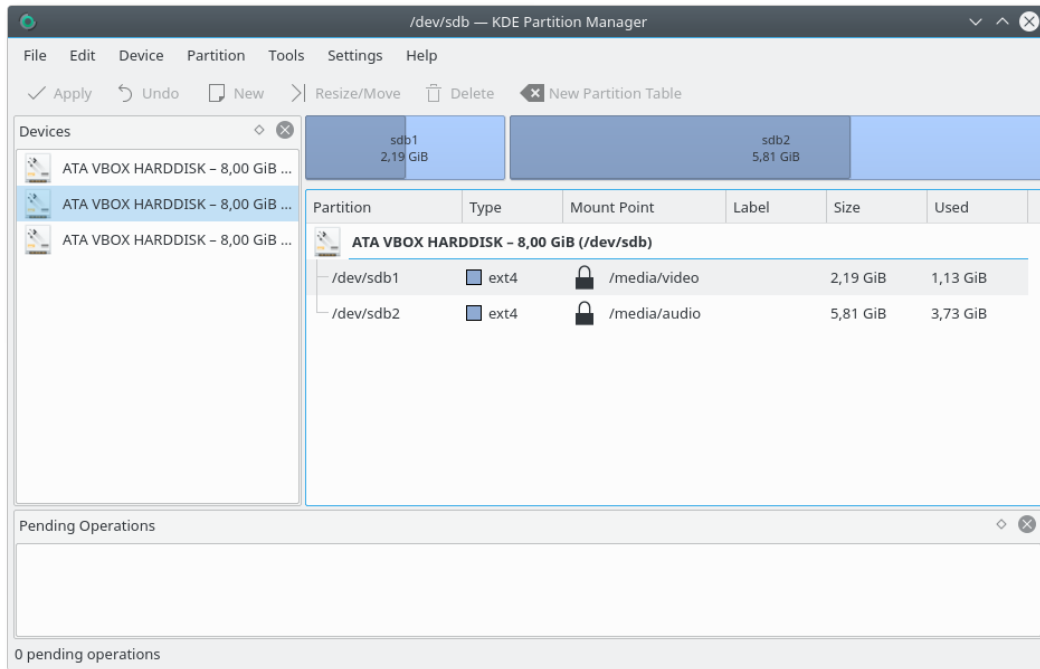 /dev/sdb — KDE Partition Manager
File Edit Device Partition Tools Settings Help
Apply Undo New Resize/Move Delete New Partition Table
Devices
ATA VBOX HARDDISK – 8,00 GiB ...
ATA VBOX HARDDISK – 8,00 GiB ...
ATA VBOX HARDDISK – 8,00 GiB ...
sdb1
2,19 GiB
sdb2
5,81 GiB
Partition Type Mount Point Label Size Used
ATA VBOX HARDDISK – 8,00 GiB (/dev/sdb)
/dev/sdb1 ext4 /media/video 2,19 GiB 1,13 GiB
/dev/sdb2 ext4 /media/audio 5,81 GiB 3,73 GiB
Pending Operations
0 pending operations